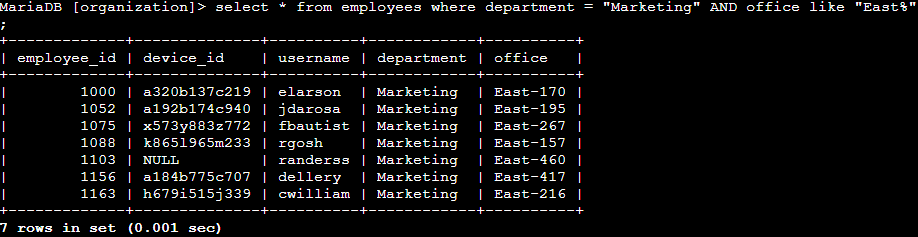 MariaDB [organization]> select * from employees where department = "Marketing" AND office like "East%"
;
+-------------+--------------+----------+------------+----------+
| employee_id | device_id    | username | department | office   |
+-------------+--------------+----------+------------+----------+
|        1000 | a320b137c219 | elarson  | Marketing  | East-170 |
|        1052 | a192b174c940 | jdarosa  | Marketing  | East-195 |
|        1075 | x573y883z772 | fbautist | Marketing  | East-267 |
|        1088 | k865l965m233 | rgosh    | Marketing  | East-157 |
|        1103 | NULL         | randerss | Marketing  | East-460 |
|        1156 | a184b775c707 | dellery  | Marketing  | East-417 |
|        1163 | h679i515j339 | cwilliam | Marketing  | East-216 |
+-------------+--------------+----------+------------+----------+
7 rows in set (0.001 sec)